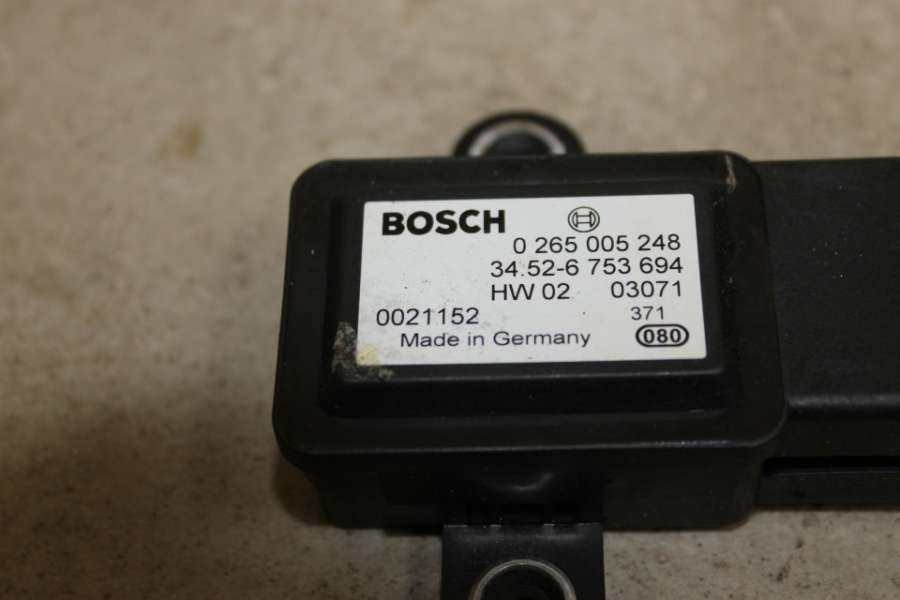 BOSCH
0 265 005 248
34.52-6 753 694
HW 02 03071
0021152 371
Made in Germany 080